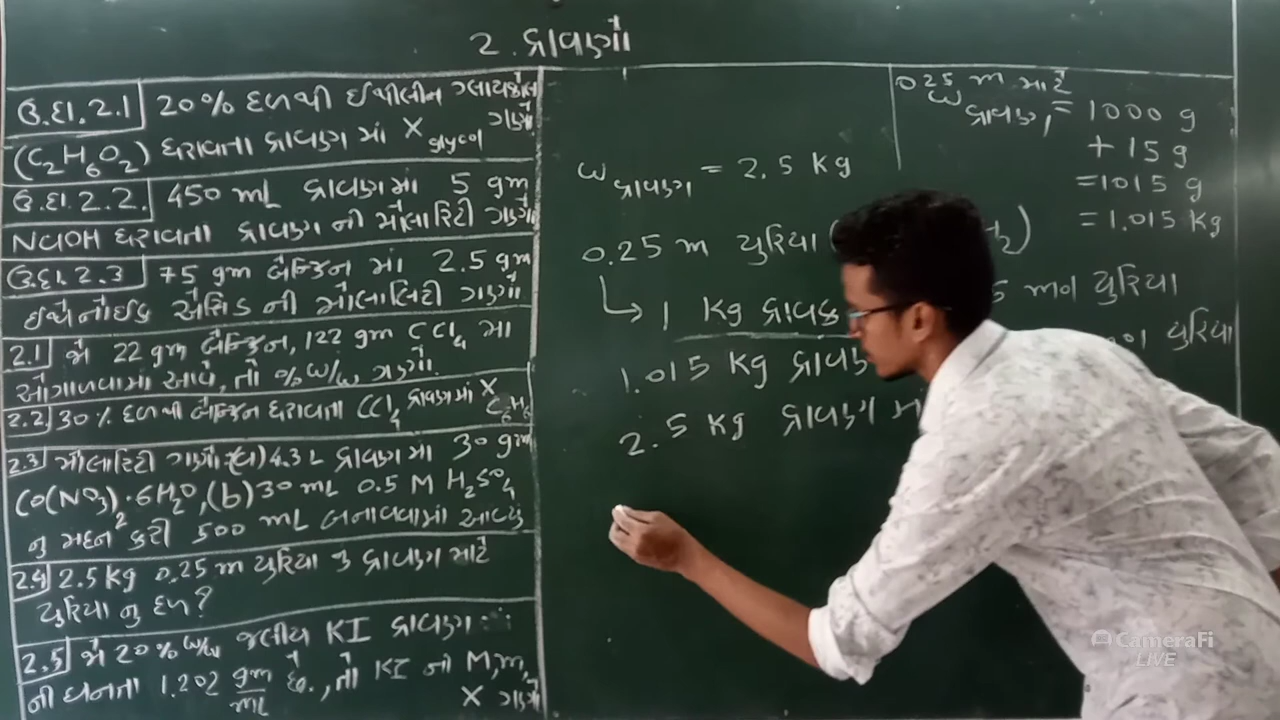 2. દ્રાવણો
ઉ.દા.2.1 20% દળથી ઈથીલીન ગ્લાયકોલ
(C₂H₆O₂) ધરાવતા દ્રાવણ માં X glycol ગણો
ઉ.દા.2.2. 450 mL દ્રાવણમાં 5 gm
NaOH ધરાવતા દ્રાવણ ની મોલારિટી ગણો
ઉ.દા.2.3 75 gm બેન્ઝિન માં 2.5 gm
ઈથેનોઈક એસિડ ની મોલાલિટી ગણો
2.1 જો 22 gm બેન્ઝિન, 122 gm CCl₄ મા
ઓગાળવામા આવે, તો % w/w ગણો.
2.2 30% દળથી બેન્ઝિન ધરાવતા CCl₄ દ્રાવણમાં X C₆H₆
2.3 મોલારિટી ગણો 4.3 L દ્રાવણ મા 30 gm
CO(NO₃)₂·6H₂O, (b) 30 mL 0.5 M H₂SO₄
નુ મંદન કરી 500 mL બનાવવામાં આવ્યું
2.4 2.5 kg 0.25 m યુરિયા ના દ્રાવણ માટે
યુરિયા નુ દળ?
2.5 જો 20% w/w જલીય KI દ્રાવણ
ની ઘનતા 1.202 gm/mL છે, તો KI ની M, m,
X ગણો
w દ્રાવણ = 2.5 Kg
0.25 m યુરિયા
1 Kg દ્રાવક
1.015 Kg
2.5 Kg દ્રાવણ
0.25 m માટે
w દ્રાવણ, = 1000 g
+ 15 g
=1015 g
= 1.015 Kg
યુરિયા
યુરિયા
CameraFi
LIVE